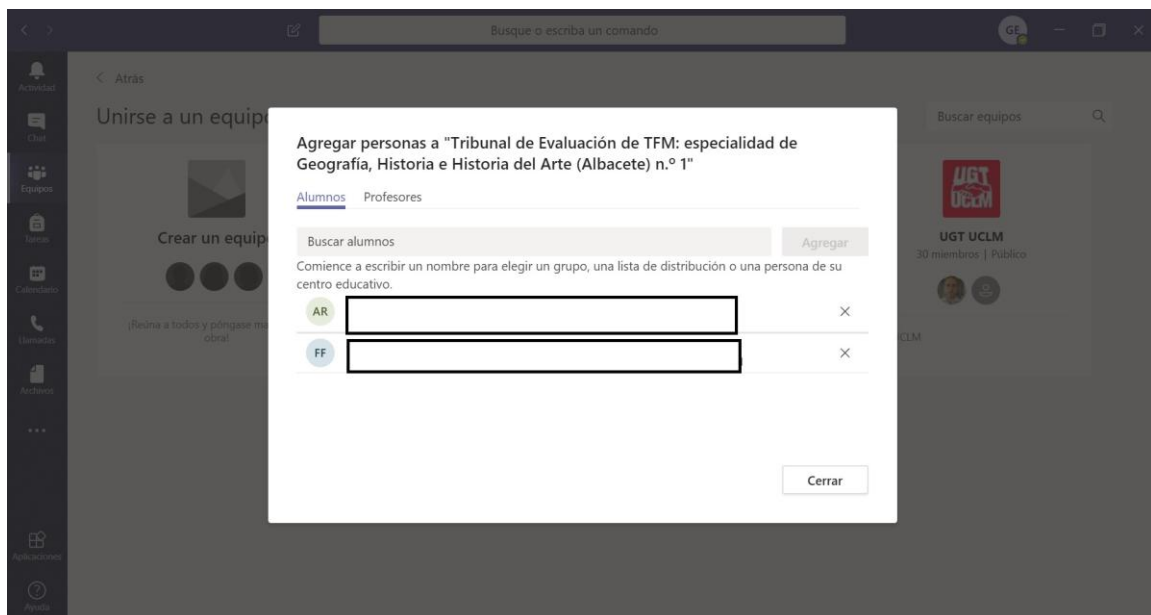 Busque o escriba un comando
GE
Actividad
Chat
Equipos
Tareas
Calendario
Llamadas
Archivos
Aplicaciones
Ayuda
Atrás
Unirse a un equipo
Buscar equipos
Crear un equip
¡Reúna a todos y póngase ma
obra!
UGT
UCLM
UGT UCLM
30 miembros | Público
UCLM
Agregar personas a "Tribunal de Evaluación de TFM: especialidad de
Geografía, Historia e Historia del Arte (Albacete) n.º 1"
Alumnos Profesores
Buscar alumnos Agregar
Comience a escribir un nombre para elegir un grupo, una lista de distribución o una persona de su
centro educativo.
AR
FF
Cerrar